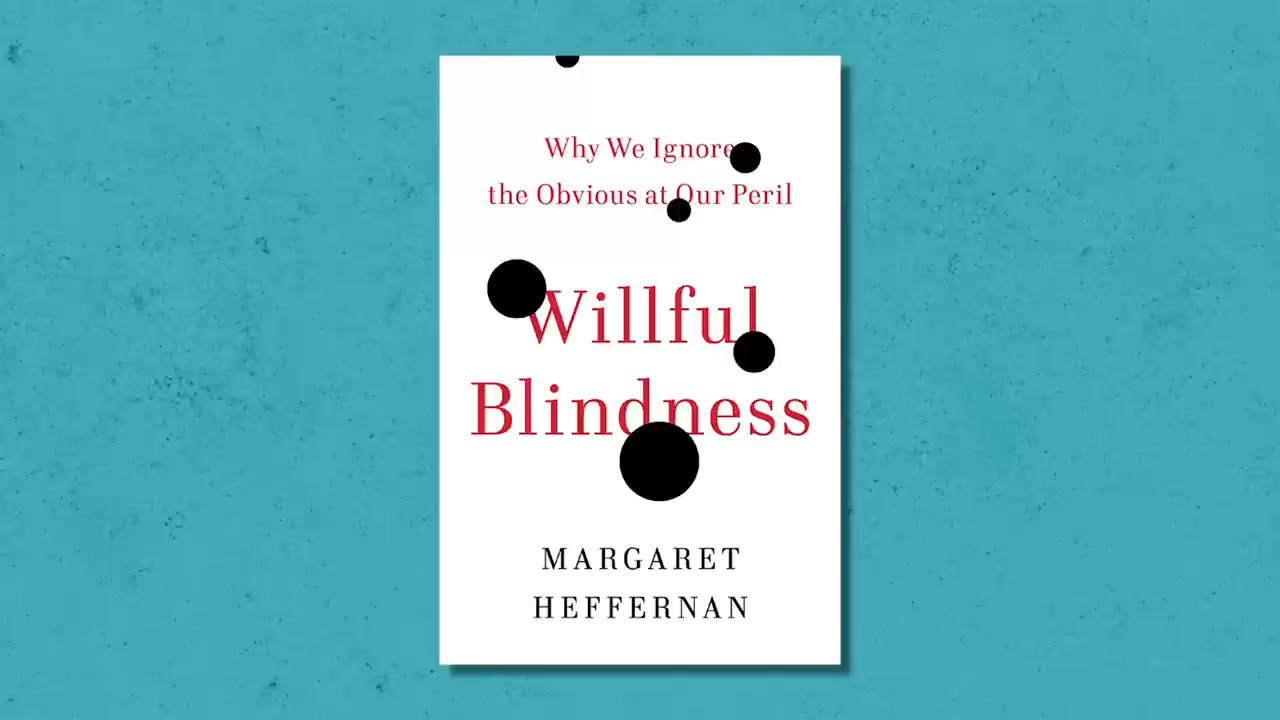 Why We Ignore
the Obvious at Our Peril
Willful
Blindness
MARGARET
HEFFERNAN